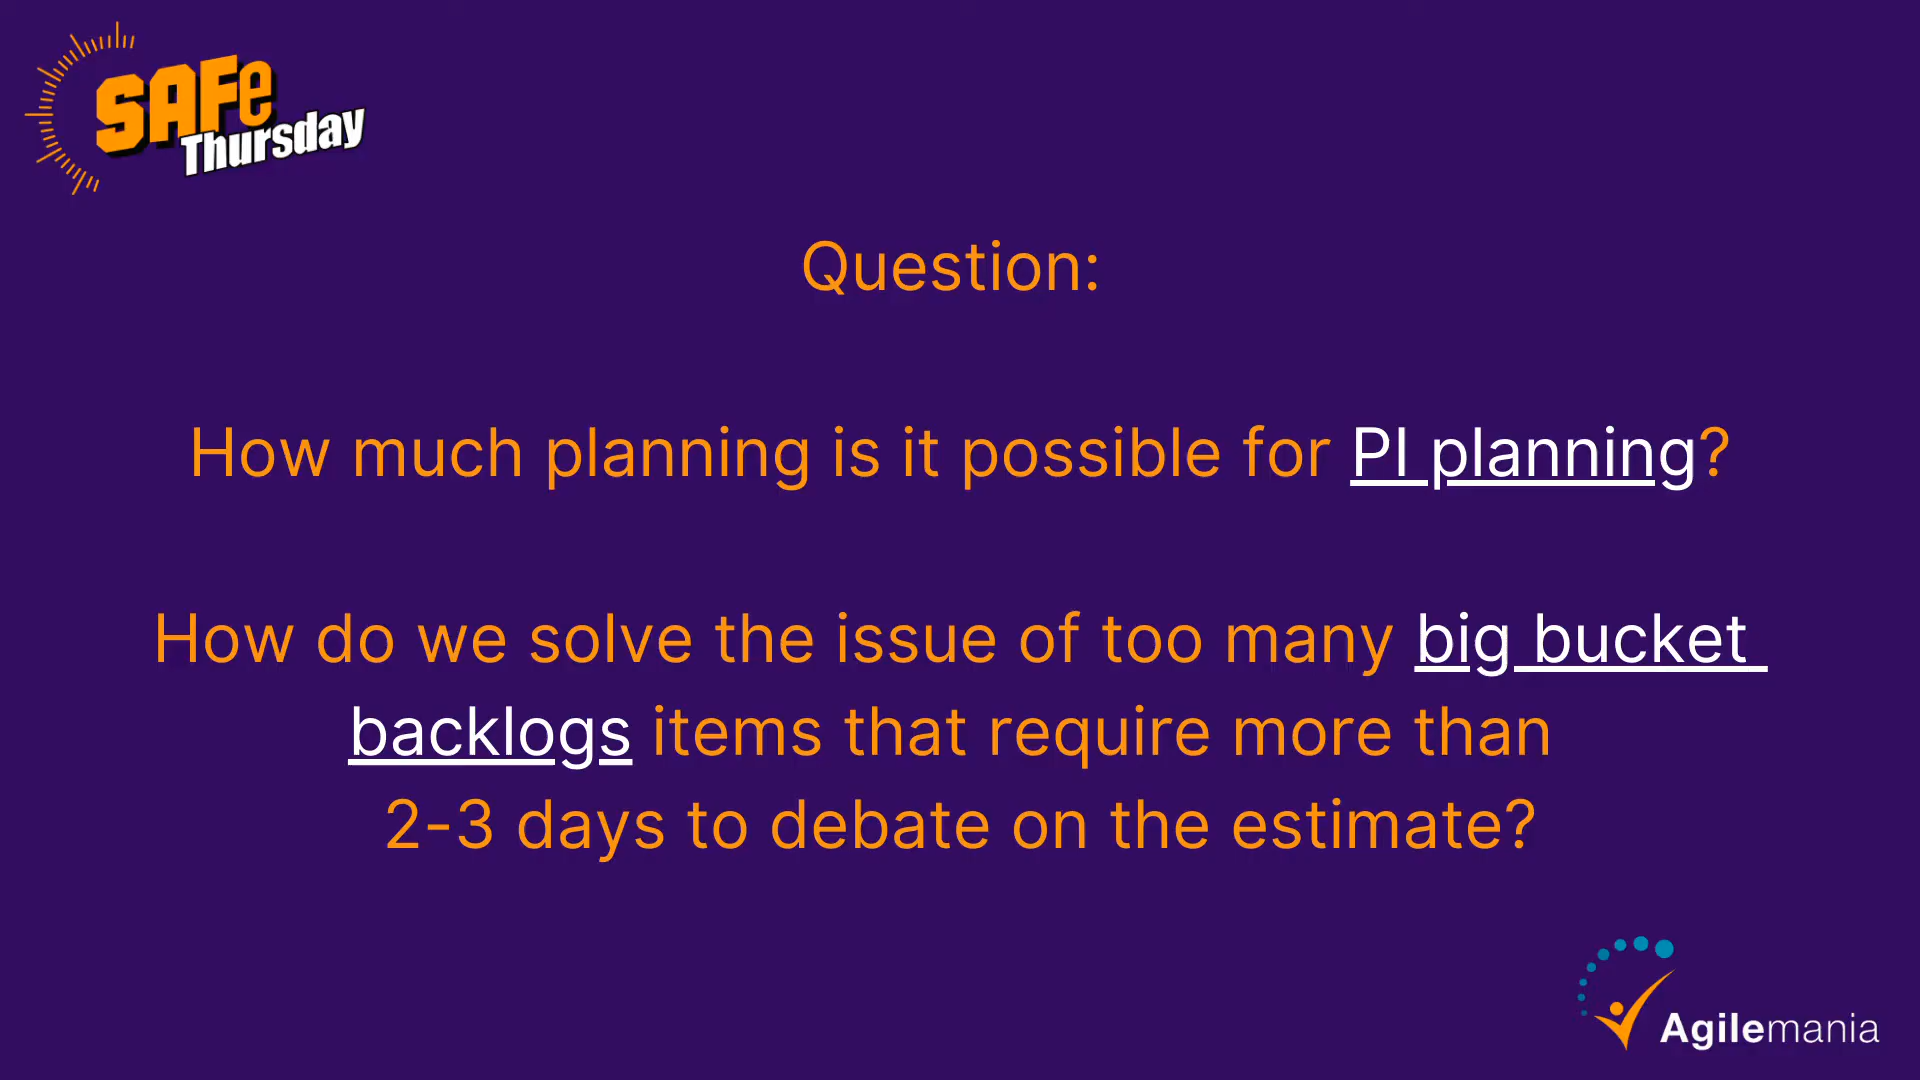 SAFe
Thursday
Question:
How much planning is it possible for PI planning?
How do we solve the issue of too many big bucket
backlogs items that require more than
2-3 days to debate on the estimate?
Agilemania